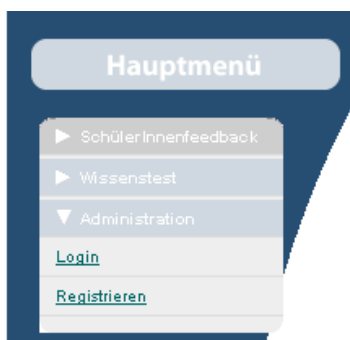 Hauptmenü
SchülerInnenfeedback
Wissenstest
Administration
Login
Registrieren